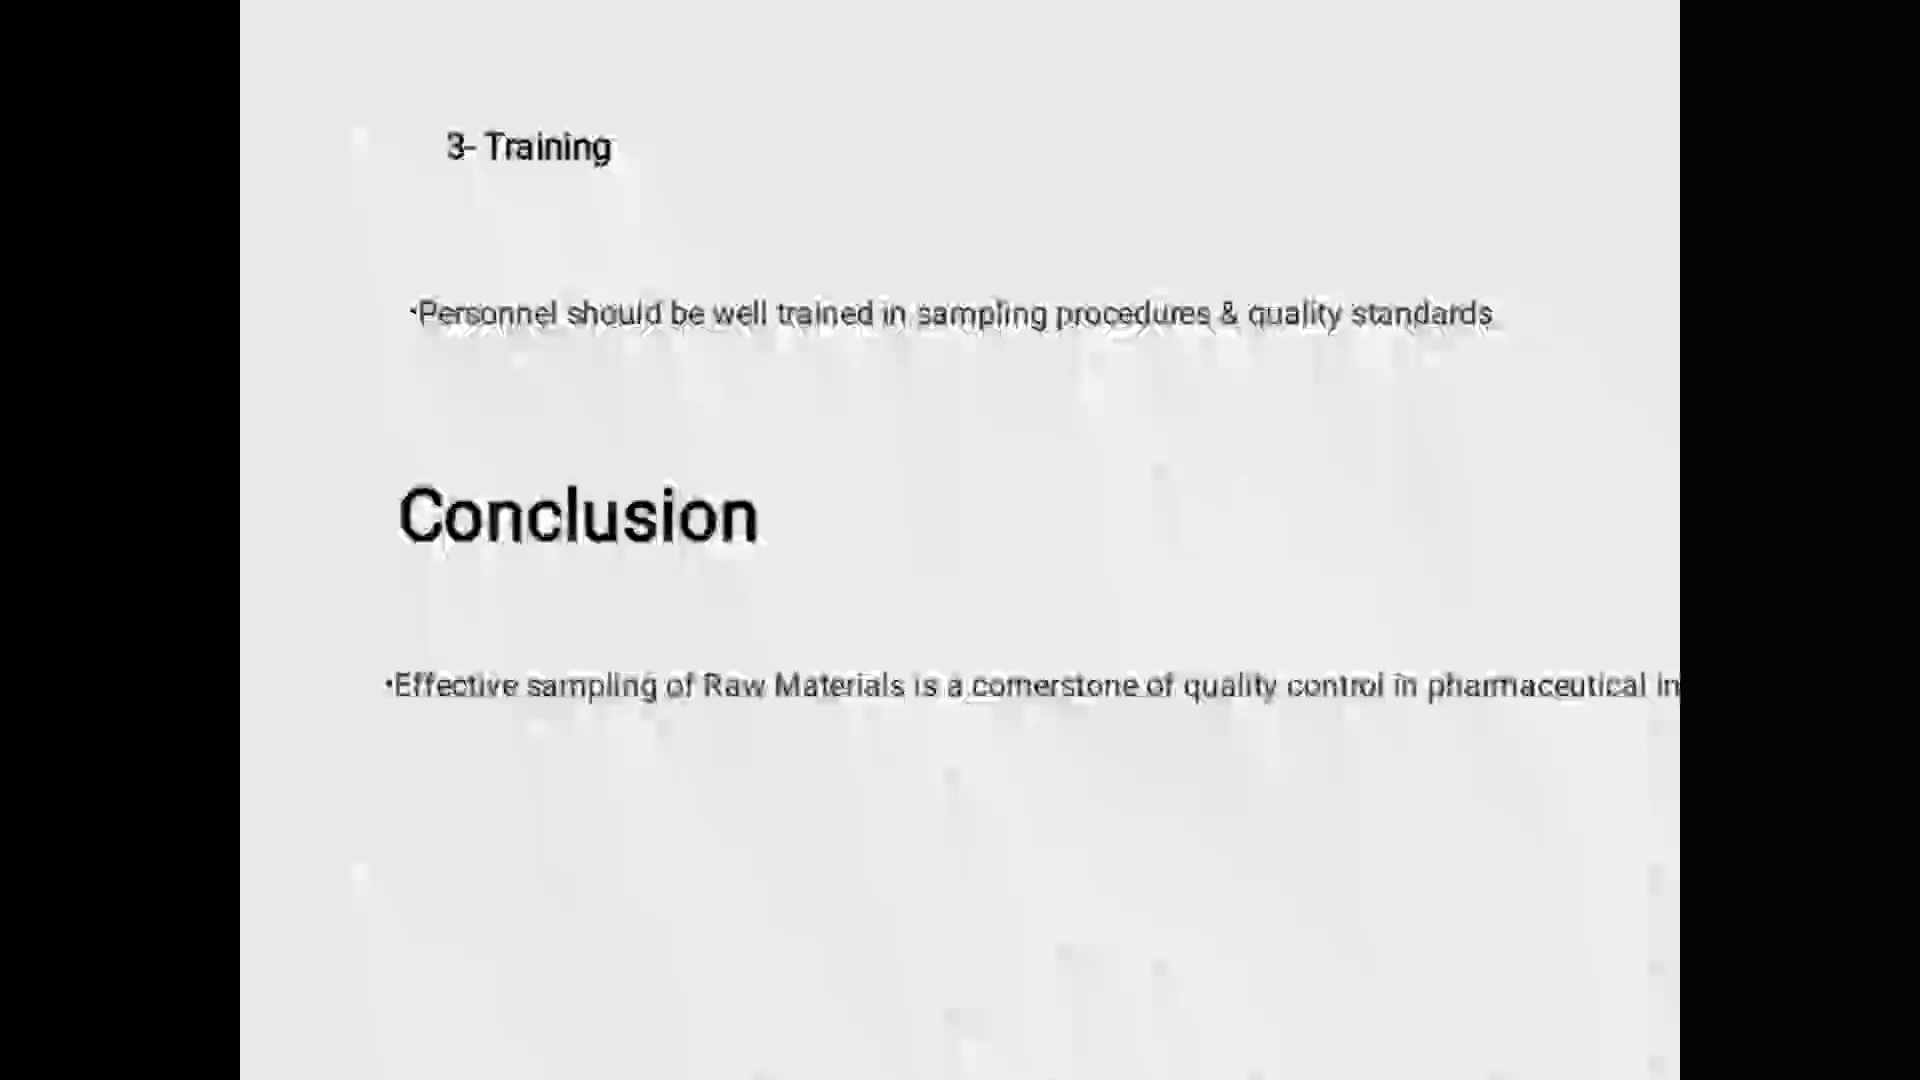 3- Training
•Personnel should be well trained in sampling procedures & quality standards
Conclusion
•Effective sampling of Raw Materials is a cornerstone of quality control in pharmaceutical in